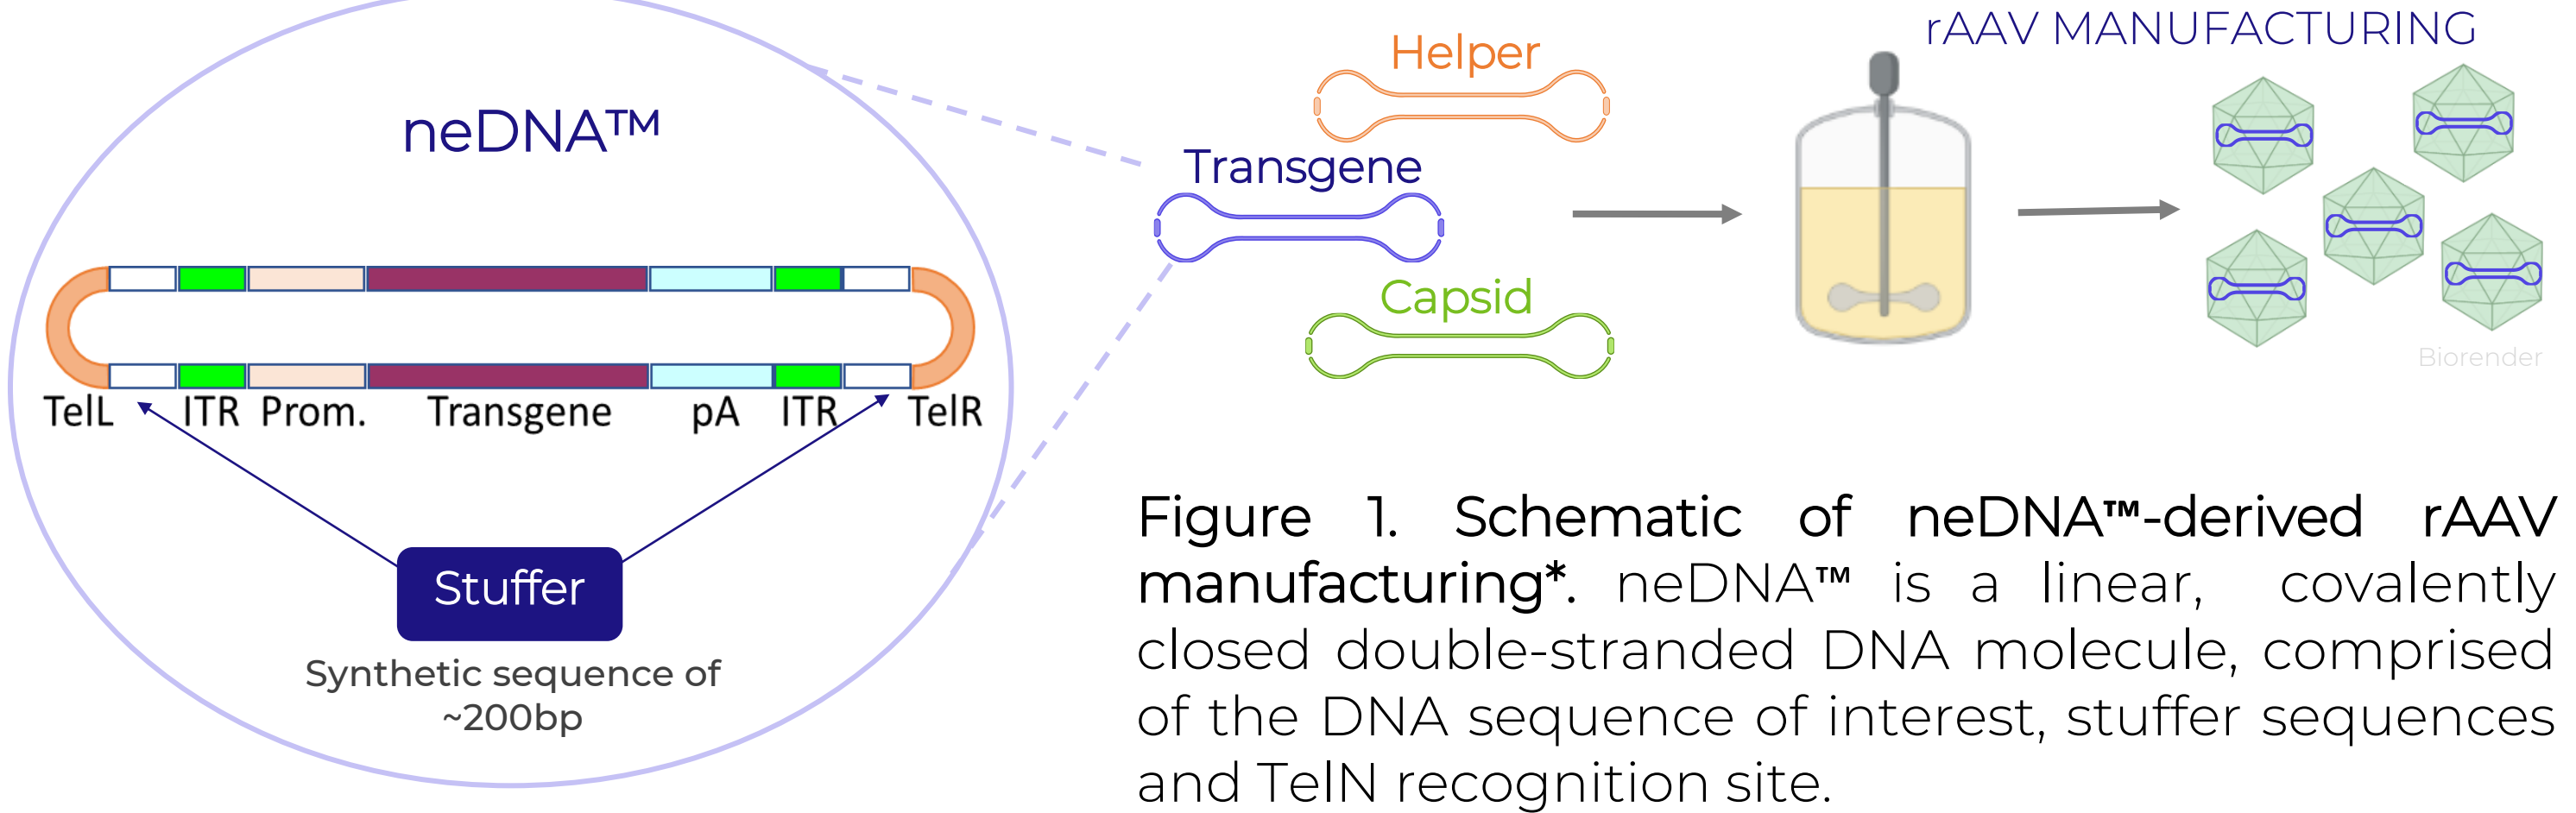 neDNA™
TelL ITR Prom. Transgene pA ITR TelR
Stuffer
Synthetic sequence of
~200bp
Helper
Transgene
Capsid
rAAV MANUFACTURING
Biorender
Figure 1. Schematic of neDNA™-derived rAAV
manufacturing*. neDNA™ is a linear, covalently
closed double-stranded DNA molecule, comprised
of the DNA sequence of interest, stuffer sequences
and TelN recognition site.